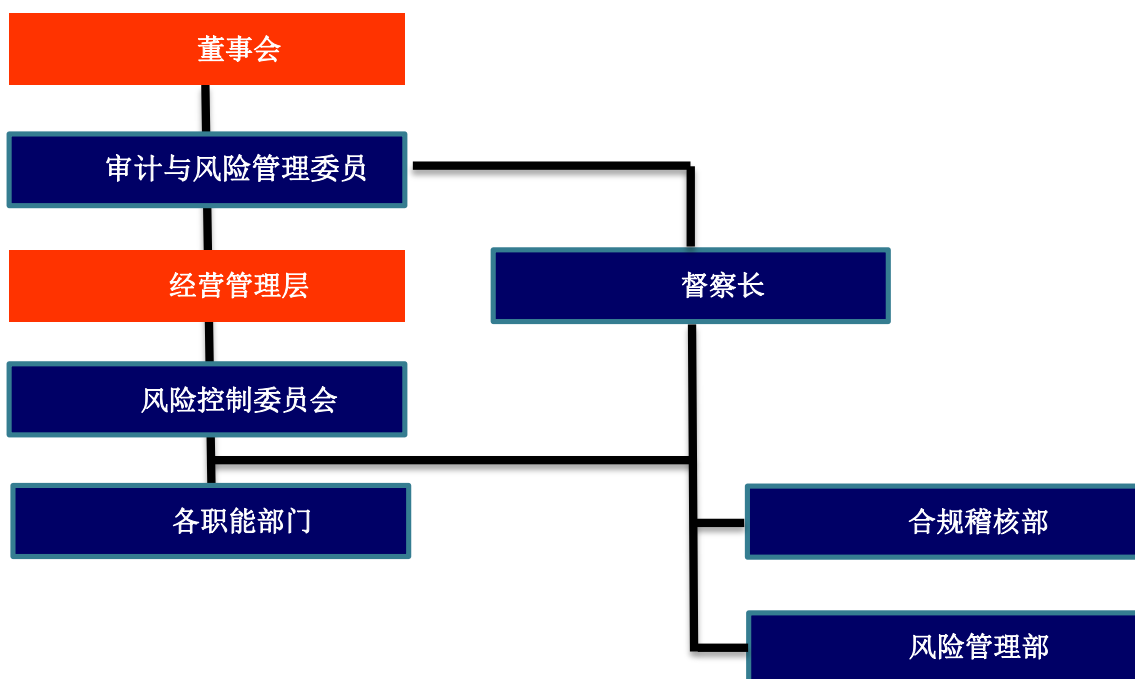 董事会
审计与风险管理委员
经营管理层
督察长
风险控制委员会
各职能部门
合规稽核部
风险管理部